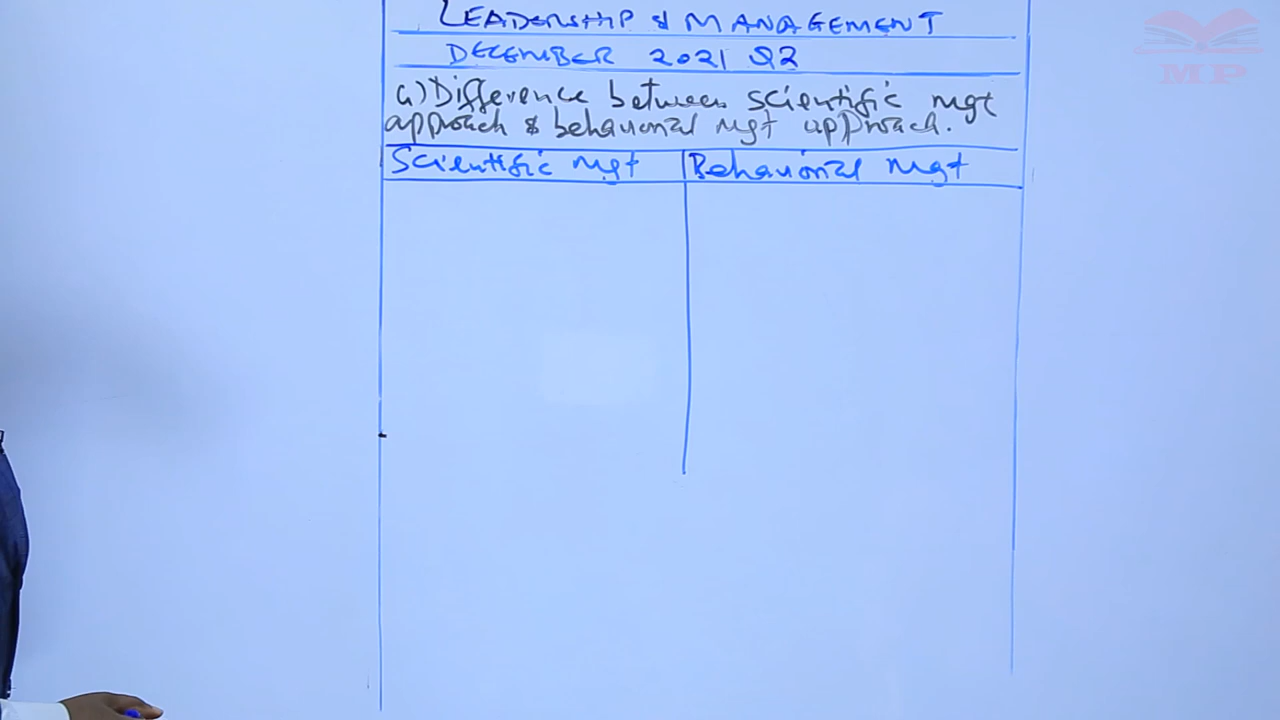 LEADERSHIP & MANAGEMENT
DECEMBER 2021 Q2
a) Difference between scientific mgt
approach & behavioral mgt approach.
Scientific mgt
Behavioral mgt
MP